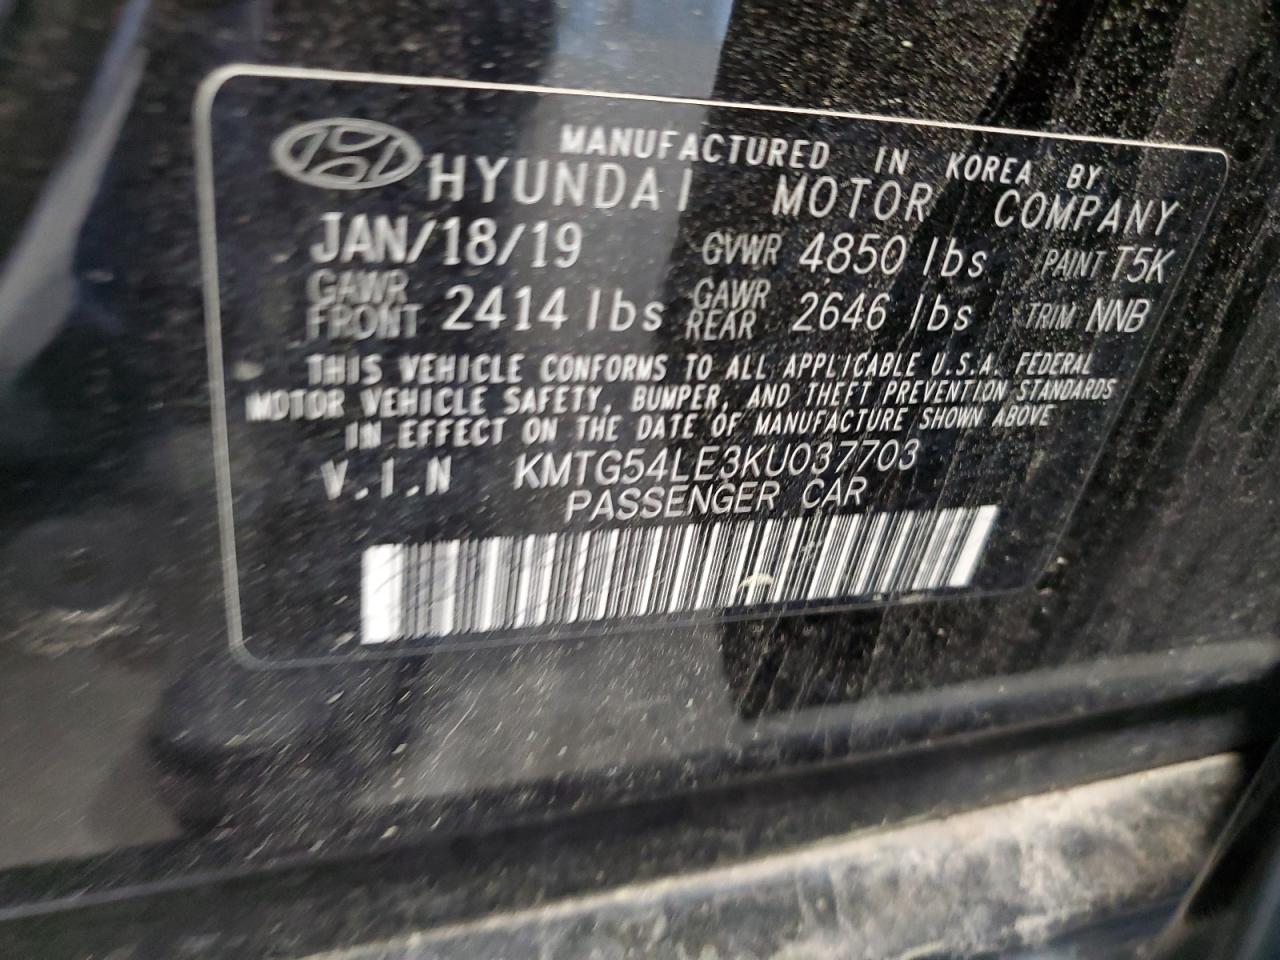 MANUFACTURED IN KOREA BY
HYUNDAI MOTOR COMPANY
JAN/18/19 GVWR 4850 lbs PAINT T5K
GAWR FRONT 2414 lbs GAWR REAR 2646 lbs TRIM NNB
THIS VEHICLE CONFORMS TO ALL APPLICABLE U.S.A. FEDERAL
MOTOR VEHICLE SAFETY, BUMPER, AND THEFT PREVENTION STANDARDS
IN EFFECT ON THE DATE OF MANUFACTURE SHOWN ABOVE
V.I.N KMTG54LE3KU037703
PASSENGER CAR